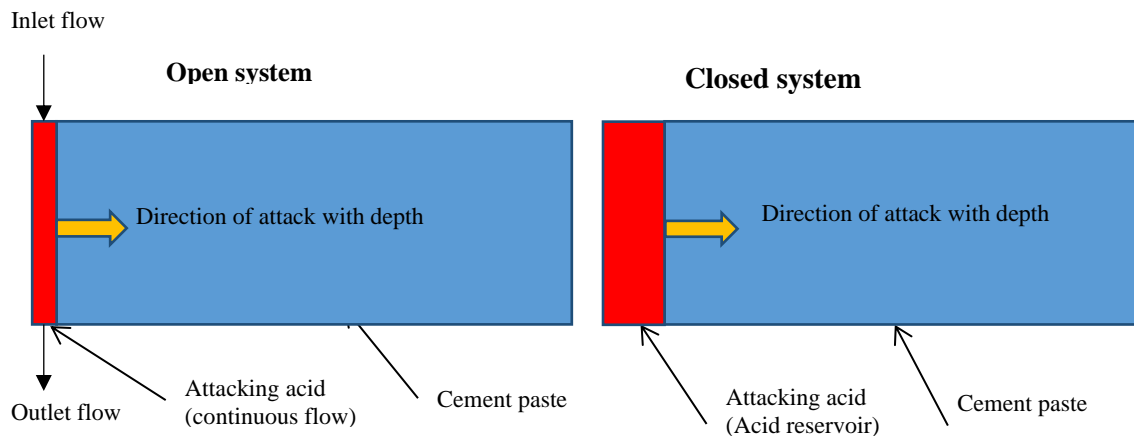 Inlet flow
Open system
Direction of attack with depth
Attacking acid
(continuous flow)
Cement paste
Outlet flow
Closed system
Direction of attack with depth
Attacking acid
(Acid reservoir)
Cement paste